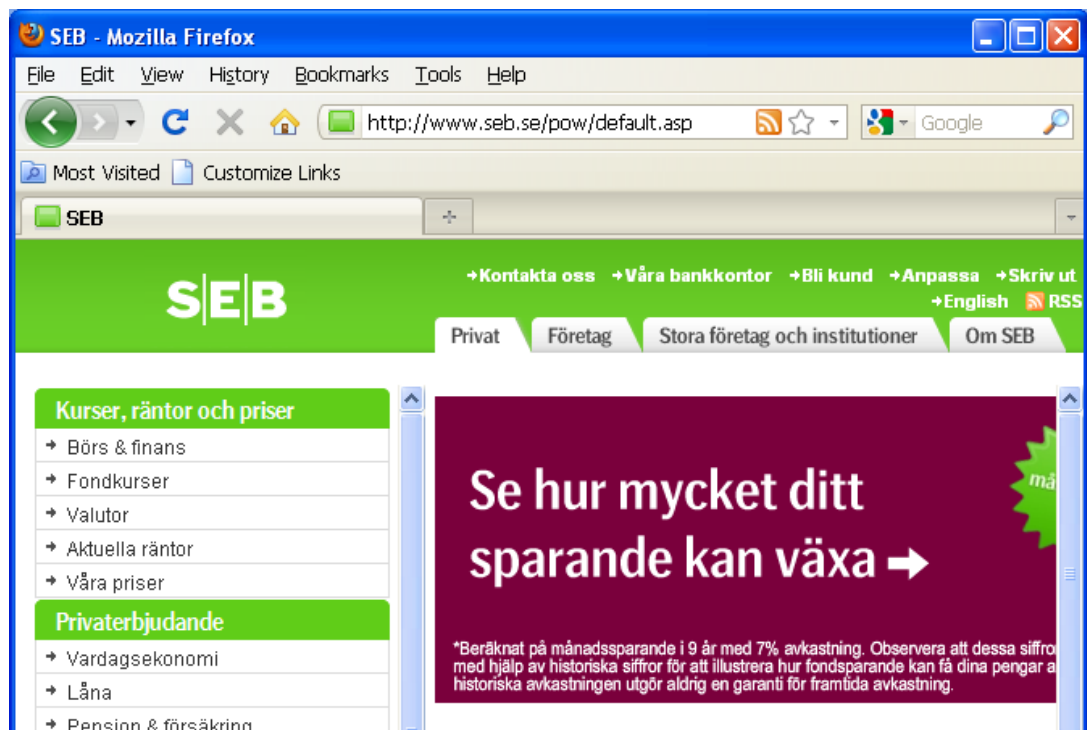 SEB - Mozilla Firefox
File Edit View History Bookmarks Tools Help
http://www.seb.se/pow/default.asp Google
Most Visited Customize Links
SEB
Kontakta oss Våra bankkontor Bli kund Anpassa Skriv ut
English RSS
S|E|B
Privat Företag Stora företag och institutioner Om SEB
Kurser, räntor och priser
Börs & finans
Fondkurser
Valutor
Aktuella räntor
Våra priser
Privaterbjudande
Vardagsekonomi
Låna
Pension & försäkring
Se hur mycket ditt
sparande kan växa
må
*Beräknat på månadssparande i 9 år med 7% avkastning. Observera att dessa siffro
med hjälp av historiska siffror för att illustrera hur fondsparande kan få dina pengar a
historiska avkastningen utgör aldrig en garanti för framtida avkastning.